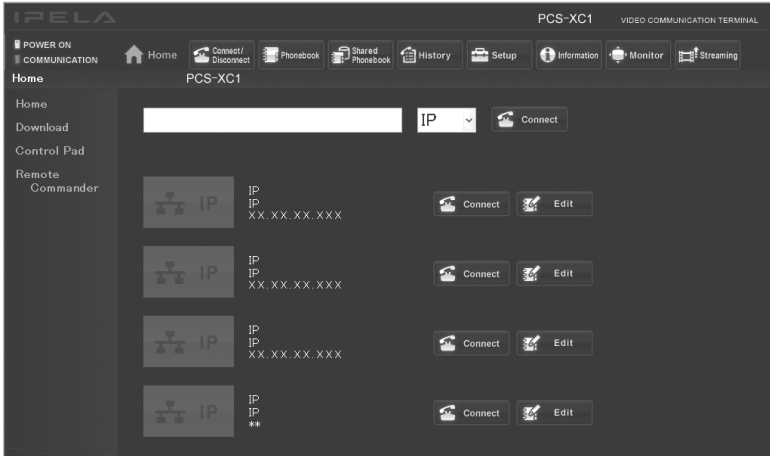 IPELA
PCS-XC1 VIDEO COMMUNICATION TERMINAL
POWER ON
COMMUNICATION
Home
Connect/
Disconnect
Phonebook
Shared
Phonebook
History
Setup
Information
Monitor
Streaming
Home PCS-XC1
Home
Download
Control Pad
Remote
Commander
IP
Connect
IP
IP
IP
XX.XX.XX.XXX
Connect
Edit
IP
IP
IP
XX.XX.XX.XXX
Connect
Edit
IP
IP
IP
XX.XX.XX.XXX
Connect
Edit
IP
IP
IP
**
Connect
Edit